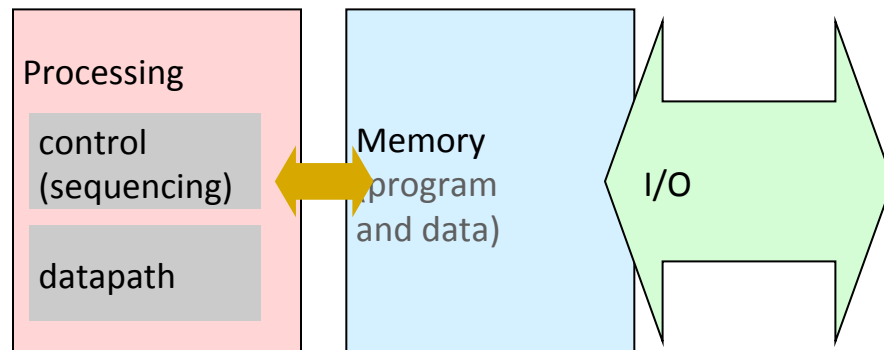 Processing
control
(sequencing)
datapath
Memory
(program
and data)
I/O